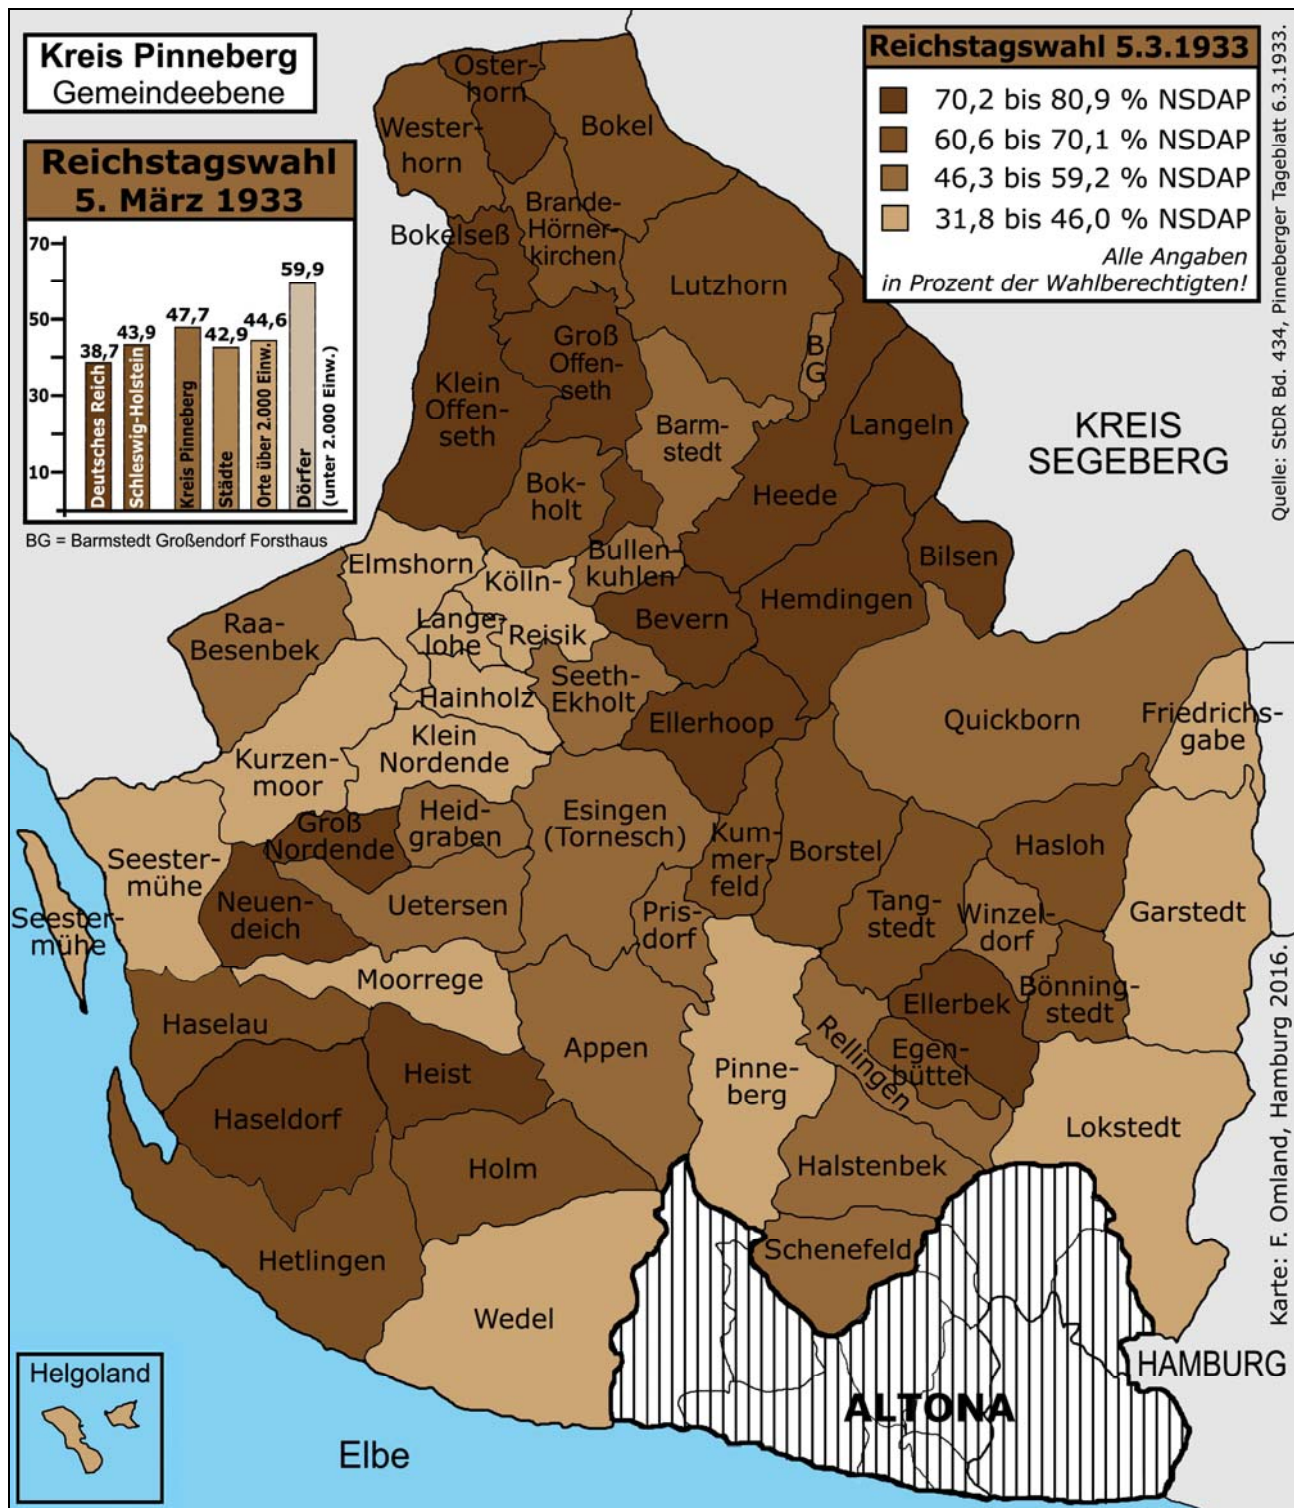 Kreis Pinneberg
Gemeindeebene
Reichstagswahl
5. März 1933
70
50
30
10
38,7
43,9
47,7
42,9
44,6
59,9
Deutsches Reich
Schleswig-Holstein
Kreis Pinneberg
Städte
Orte über 2.000 Einw.
Dörfer
(unter 2.000 Einw.)
BG = Barmstedt Großendorf Forsthaus
Reichstagswahl 5.3.1933
70,2 bis 80,9 % NSDAP
60,6 bis 70,1 % NSDAP
46,3 bis 59,2 % NSDAP
31,8 bis 46,0 % NSDAP
Alle Angaben
in Prozent der Wahlberechtigten!
Quelle: StDR Bd. 434, Pinneberger Tageblatt 6.3.1933.
Oster-
horn
Wester-
horn
Bokel
Bokelseß
Brande-
Hörner-
kirchen
Lutzhorn
Groß
Offen-
seth
B
G
Klein
Offen-
seth
Barm-
stedt
Langeln
KREIS
SEGEBERG
Bok-
holt
Heede
Elmshorn
Kölln-
Reisik
Bullen-
kuhlen
Bilsen
Raa-
Besenbek
Lange-
lohe
Bevern
Hemdingen
Hainholz
Seeth-
Ekholt
Ellerhoop
Quickborn
Friedrichs-
gabe
Kurzen-
moor
Klein
Nordende
Groß
Nordende
Heid-
graben
Esingen
(Tornesch)
Kum-
mer-
feld
Borstel
Hasloh
Seester-
mühe
Seester-
mühe
Neuen-
deich
Uetersen
Pris-
dorf
Tang-
stedt
Winzel-
dorf
Garstedt
Moorrege
Haselau
Ellerbek
Bönning-
stedt
Heist
Appen
Pinne-
berg
Rellingen
Egen-
büttel
Haseldorf
Holm
Halstenbek
Lokstedt
Hetlingen
Schenefeld
Wedel
HAMBURG
ALTONA
Helgoland
Elbe
Karte: F. Omland, Hamburg 2016.